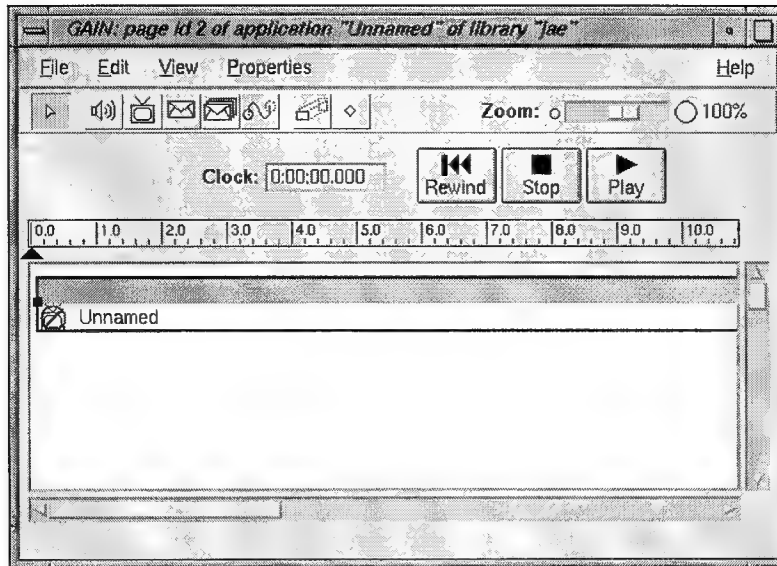 GAIN: page id 2 of application "Unnamed" of library "jae"
File Edit View Properties Help
Zoom: 100%
Clock: 0:00:00.000 Rewind Stop Play
0.0 1.0 2.0 3.0 4.0 5.0 6.0 7.0 8.0 9.0 10.0
Unnamed